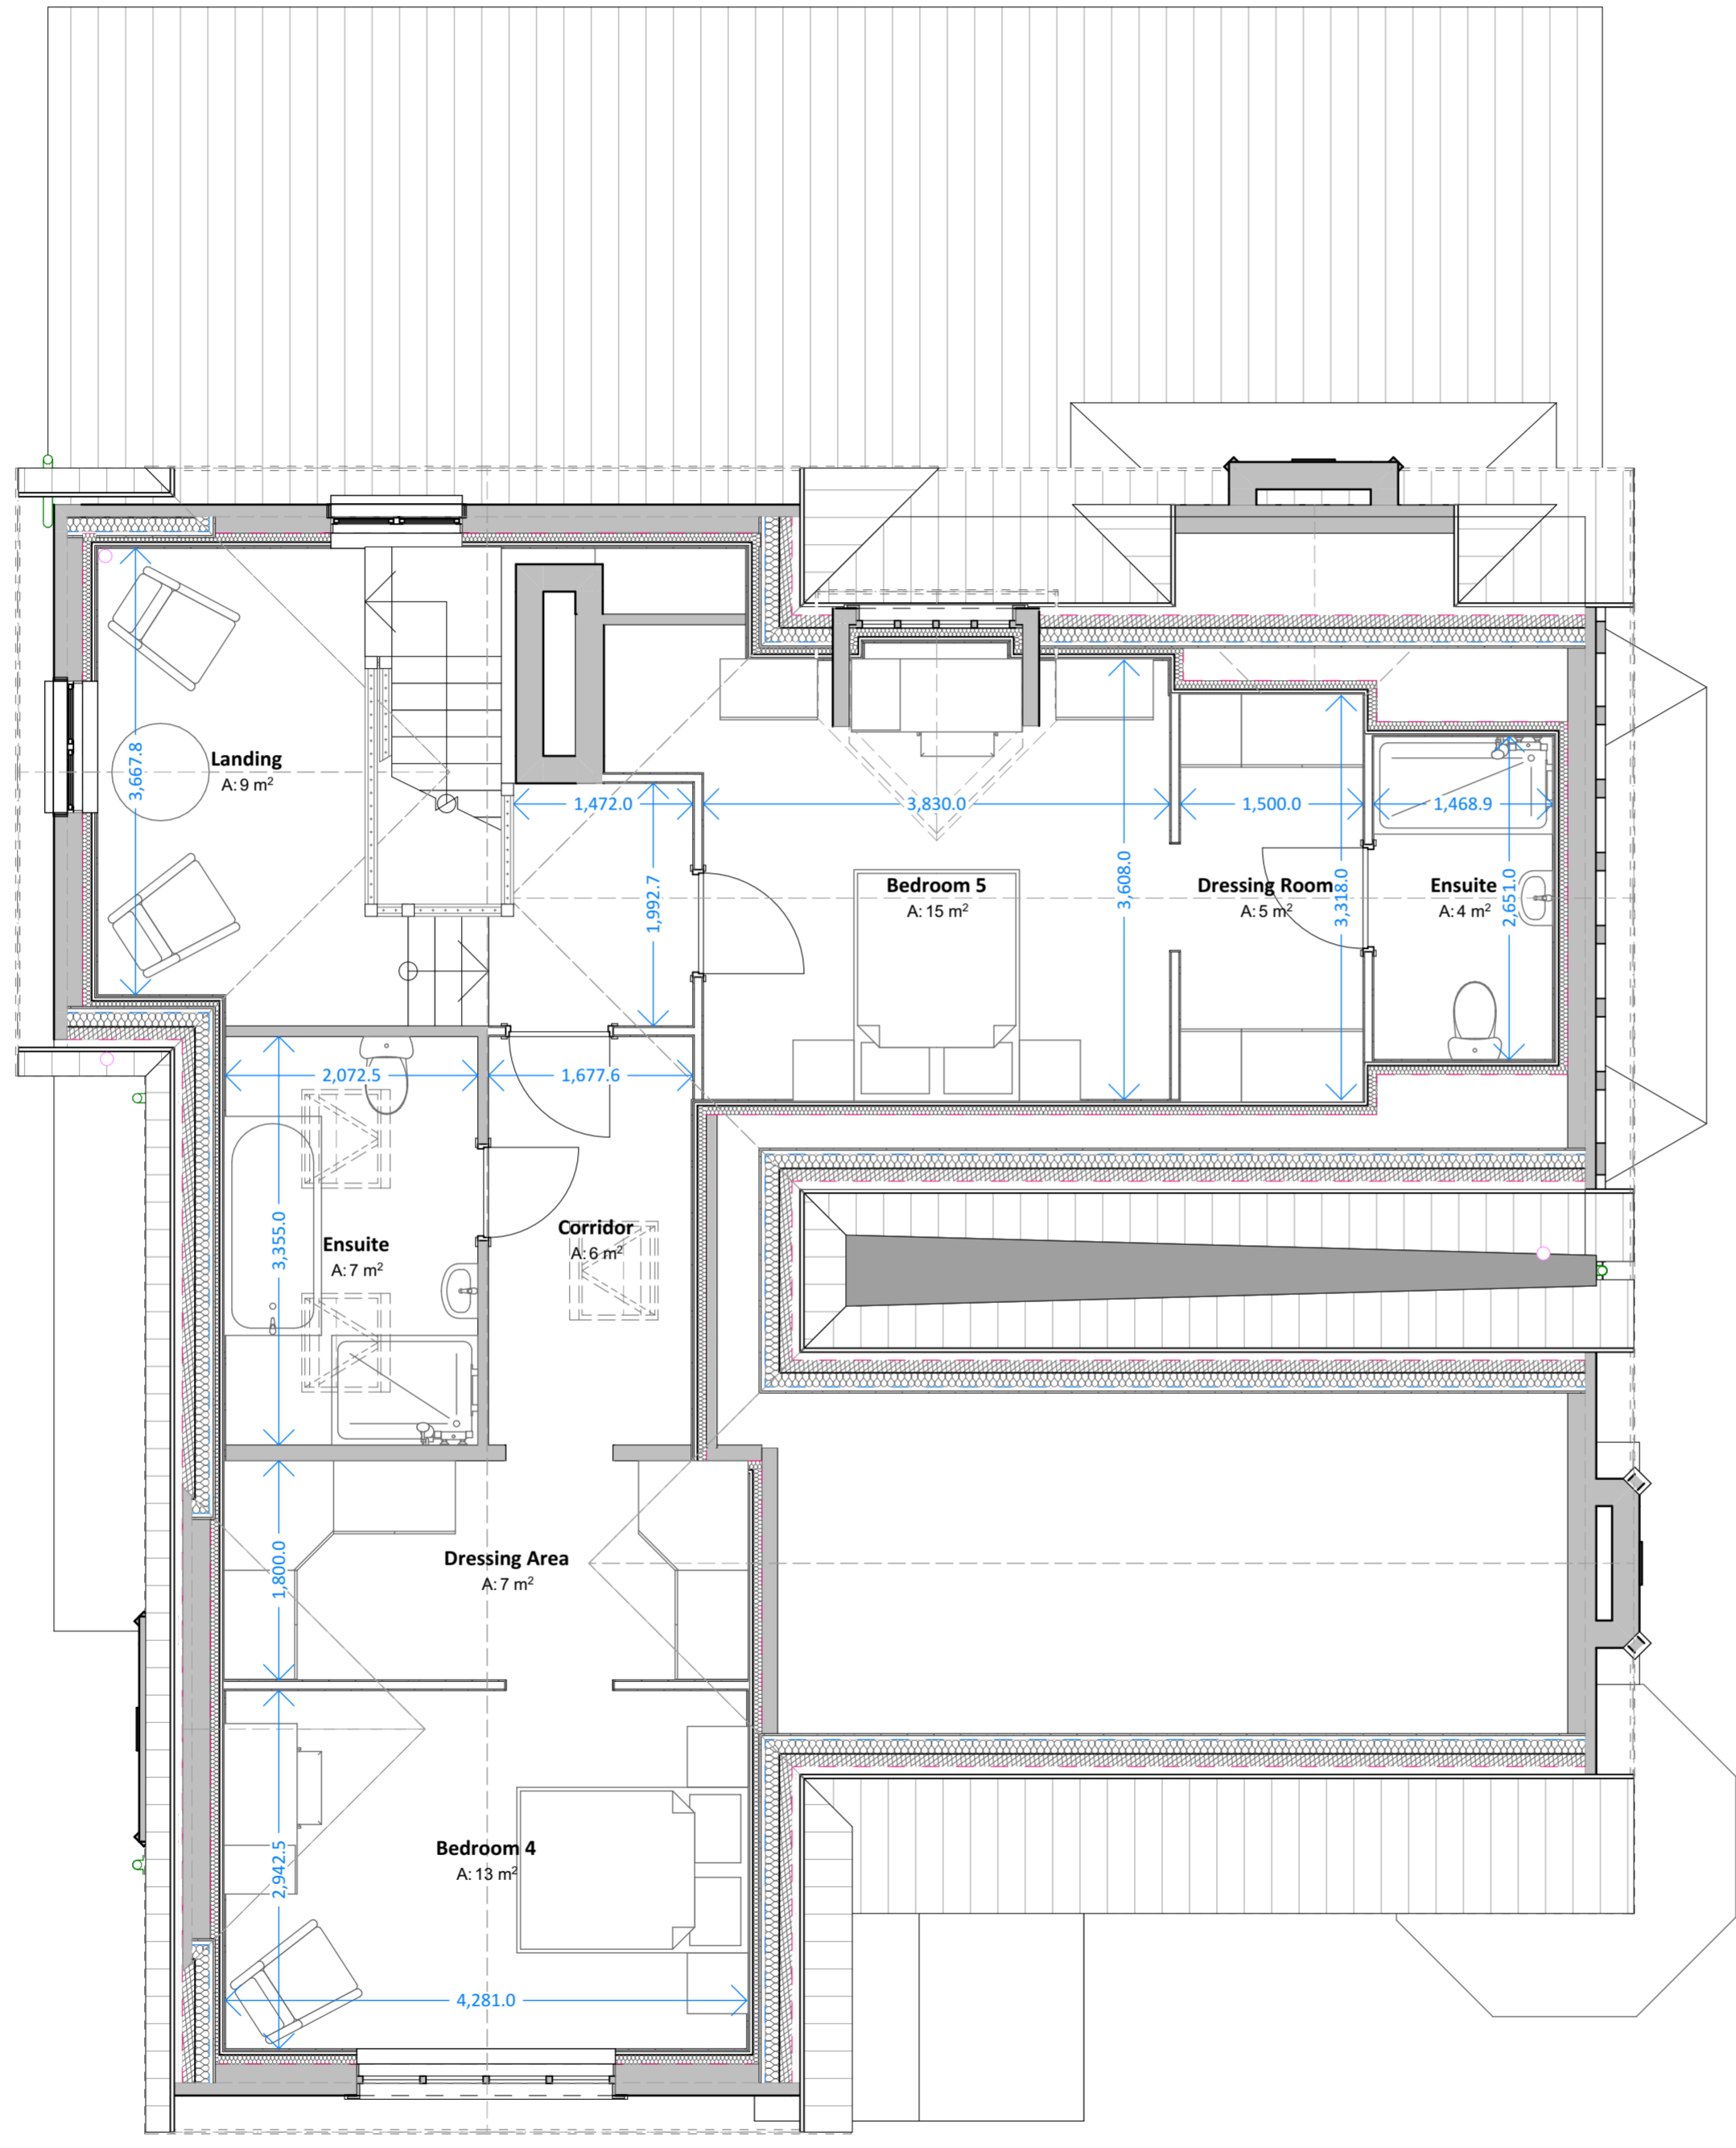 Landing
A: 9 m²
3,667.8
1,472.0
3,830.0
1,500.0
1,468.9
1,992.7
3,608.0
3,318.0
2,651.0
Bedroom 5
A: 15 m²
Dressing Room
A: 5 m²
Ensuite
A: 4 m²
2,072.5
1,677.6
3,355.0
Ensuite
A: 7 m²
Corridor
A: 6 m²
1,800.0
Dressing Area
A: 7 m²
2,942.5
Bedroom 4
A: 13 m²
4,281.0